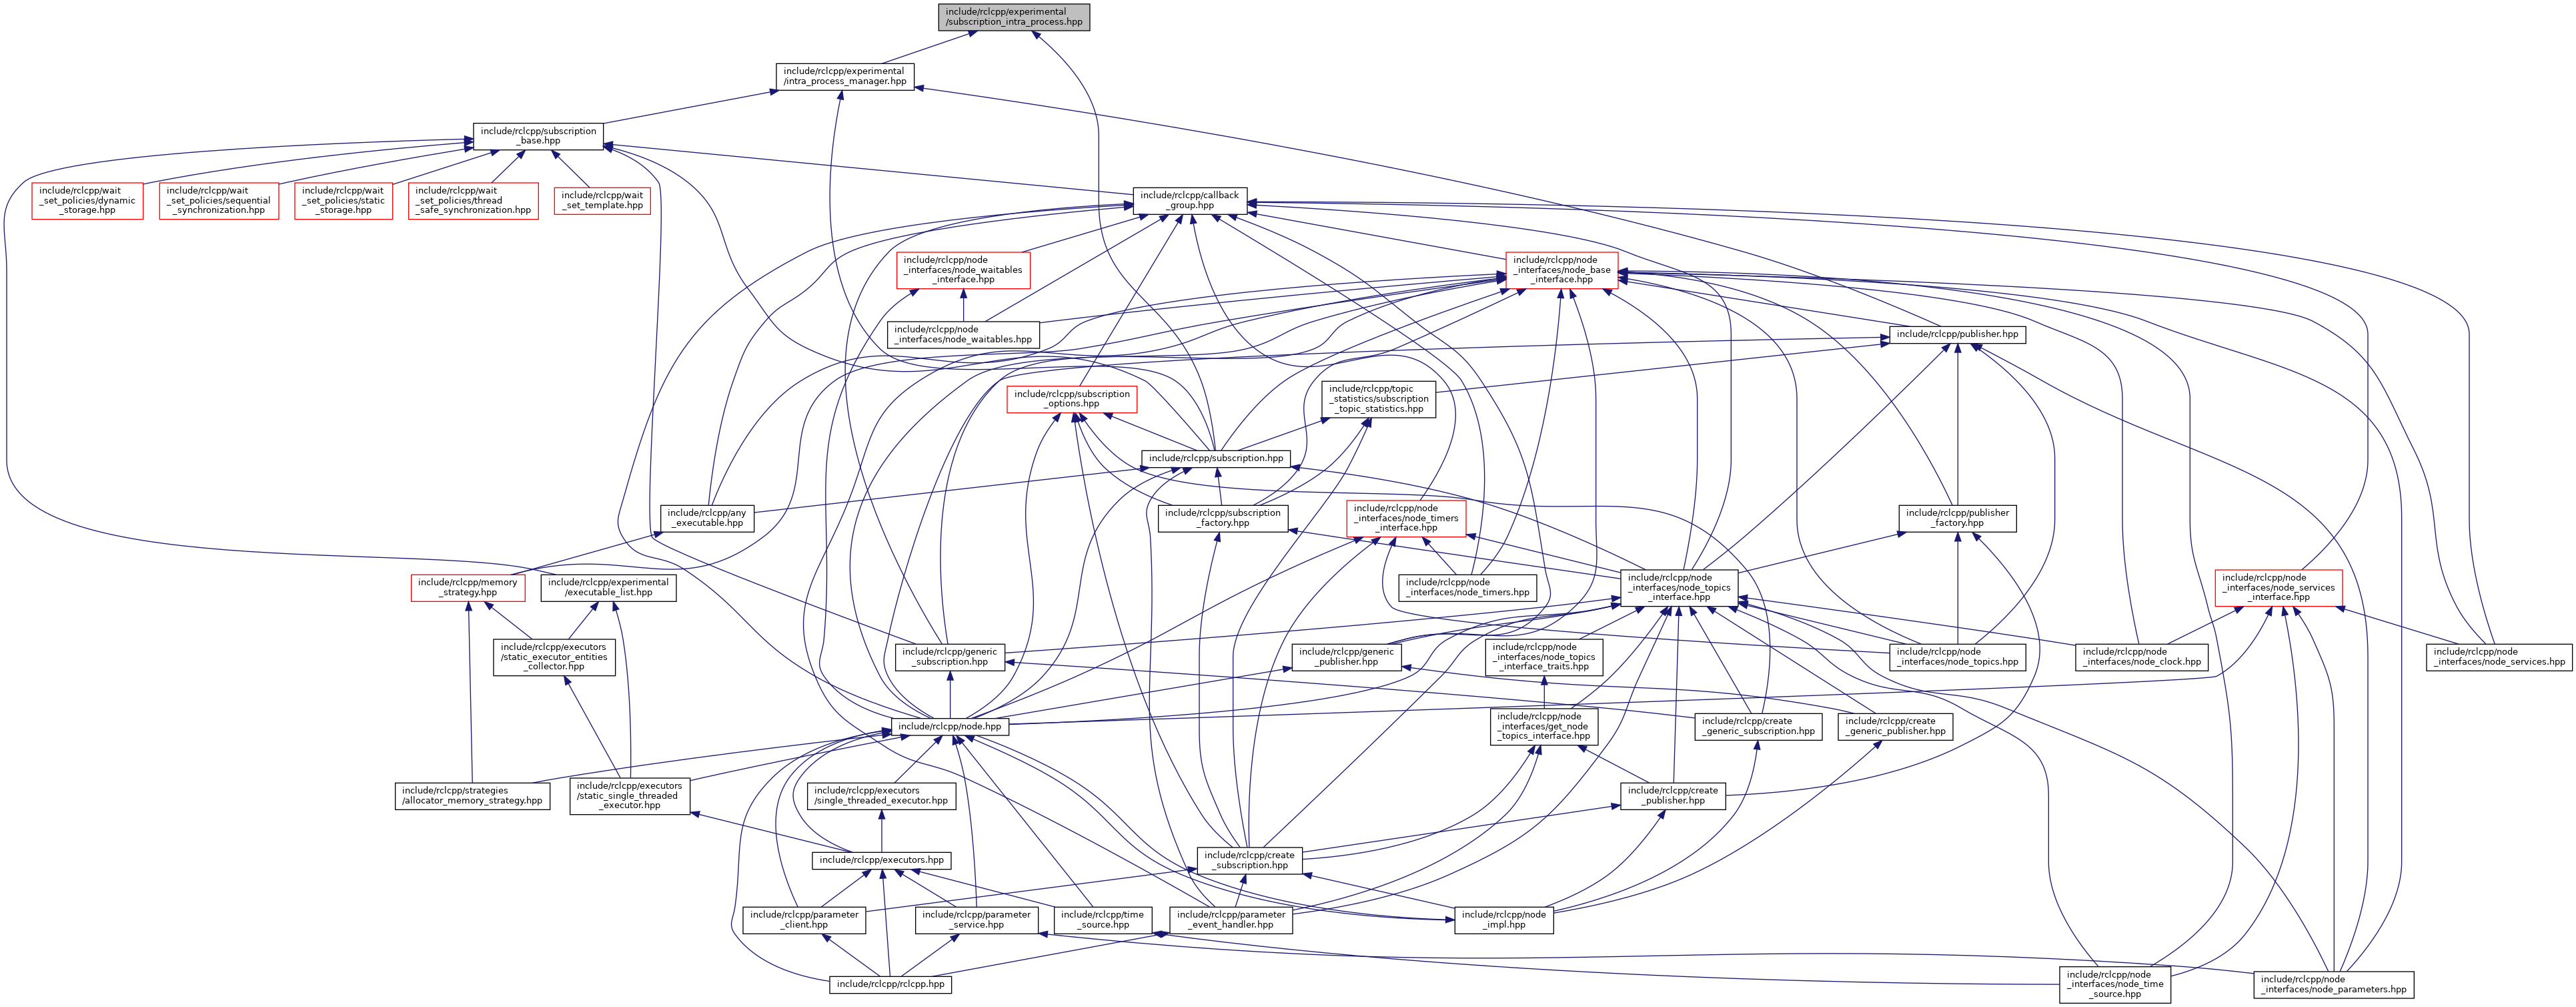 include/rclcpp/experimental
/subscription_intra_process.hpp
include/rclcpp/experimental
/intra_process_manager.hpp
include/rclcpp/subscription
_base.hpp
include/rclcpp/wait
_set_policies/dynamic
_storage.hpp
include/rclcpp/wait
_set_policies/sequential
_synchronization.hpp
include/rclcpp/wait
_set_policies/static
_storage.hpp
include/rclcpp/wait
_set_policies/thread
_safe_synchronization.hpp
include/rclcpp/wait
_set_template.hpp
include/rclcpp/callback
_group.hpp
include/rclcpp/node
_interfaces/node_waitables
_interface.hpp
include/rclcpp/node
_interfaces/node_base
_interface.hpp
include/rclcpp/node
_interfaces/node_waitables.hpp
include/rclcpp/publisher.hpp
include/rclcpp/subscription
_options.hpp
include/rclcpp/topic
_statistics/subscription
_topic_statistics.hpp
include/rclcpp/subscription.hpp
include/rclcpp/any
_executable.hpp
include/rclcpp/subscription
_factory.hpp
include/rclcpp/node
_interfaces/node_timers
_interface.hpp
include/rclcpp/publisher
_factory.hpp
include/rclcpp/memory
_strategy.hpp
include/rclcpp/experimental
/executable_list.hpp
include/rclcpp/node
_interfaces/node_timers.hpp
include/rclcpp/node
_interfaces/node_topics
_interface.hpp
include/rclcpp/node
_interfaces/node_services
_interface.hpp
include/rclcpp/executors
/static_executor_entities
_collector.hpp
include/rclcpp/generic
_subscription.hpp
include/rclcpp/generic
_publisher.hpp
include/rclcpp/node
_interfaces/node_topics
_interface_traits.hpp
include/rclcpp/node
_interfaces/node_topics.hpp
include/rclcpp/node
_interfaces/node_clock.hpp
include/rclcpp/node
_interfaces/node_services.hpp
include/rclcpp/node.hpp
include/rclcpp/node
_interfaces/get_node
_topics_interface.hpp
include/rclcpp/create
_generic_subscription.hpp
include/rclcpp/create
_generic_publisher.hpp
include/rclcpp/strategies
/allocator_memory_strategy.hpp
include/rclcpp/executors
/static_single_threaded
_executor.hpp
include/rclcpp/executors
/single_threaded_executor.hpp
include/rclcpp/create
_publisher.hpp
include/rclcpp/executors.hpp
include/rclcpp/create
_subscription.hpp
include/rclcpp/parameter
_client.hpp
include/rclcpp/parameter
_service.hpp
include/rclcpp/time
_source.hpp
include/rclcpp/parameter
_event_handler.hpp
include/rclcpp/node
_impl.hpp
include/rclcpp/rclcpp.hpp
include/rclcpp/node
_interfaces/node_time
_source.hpp
include/rclcpp/node
_interfaces/node_parameters.hpp